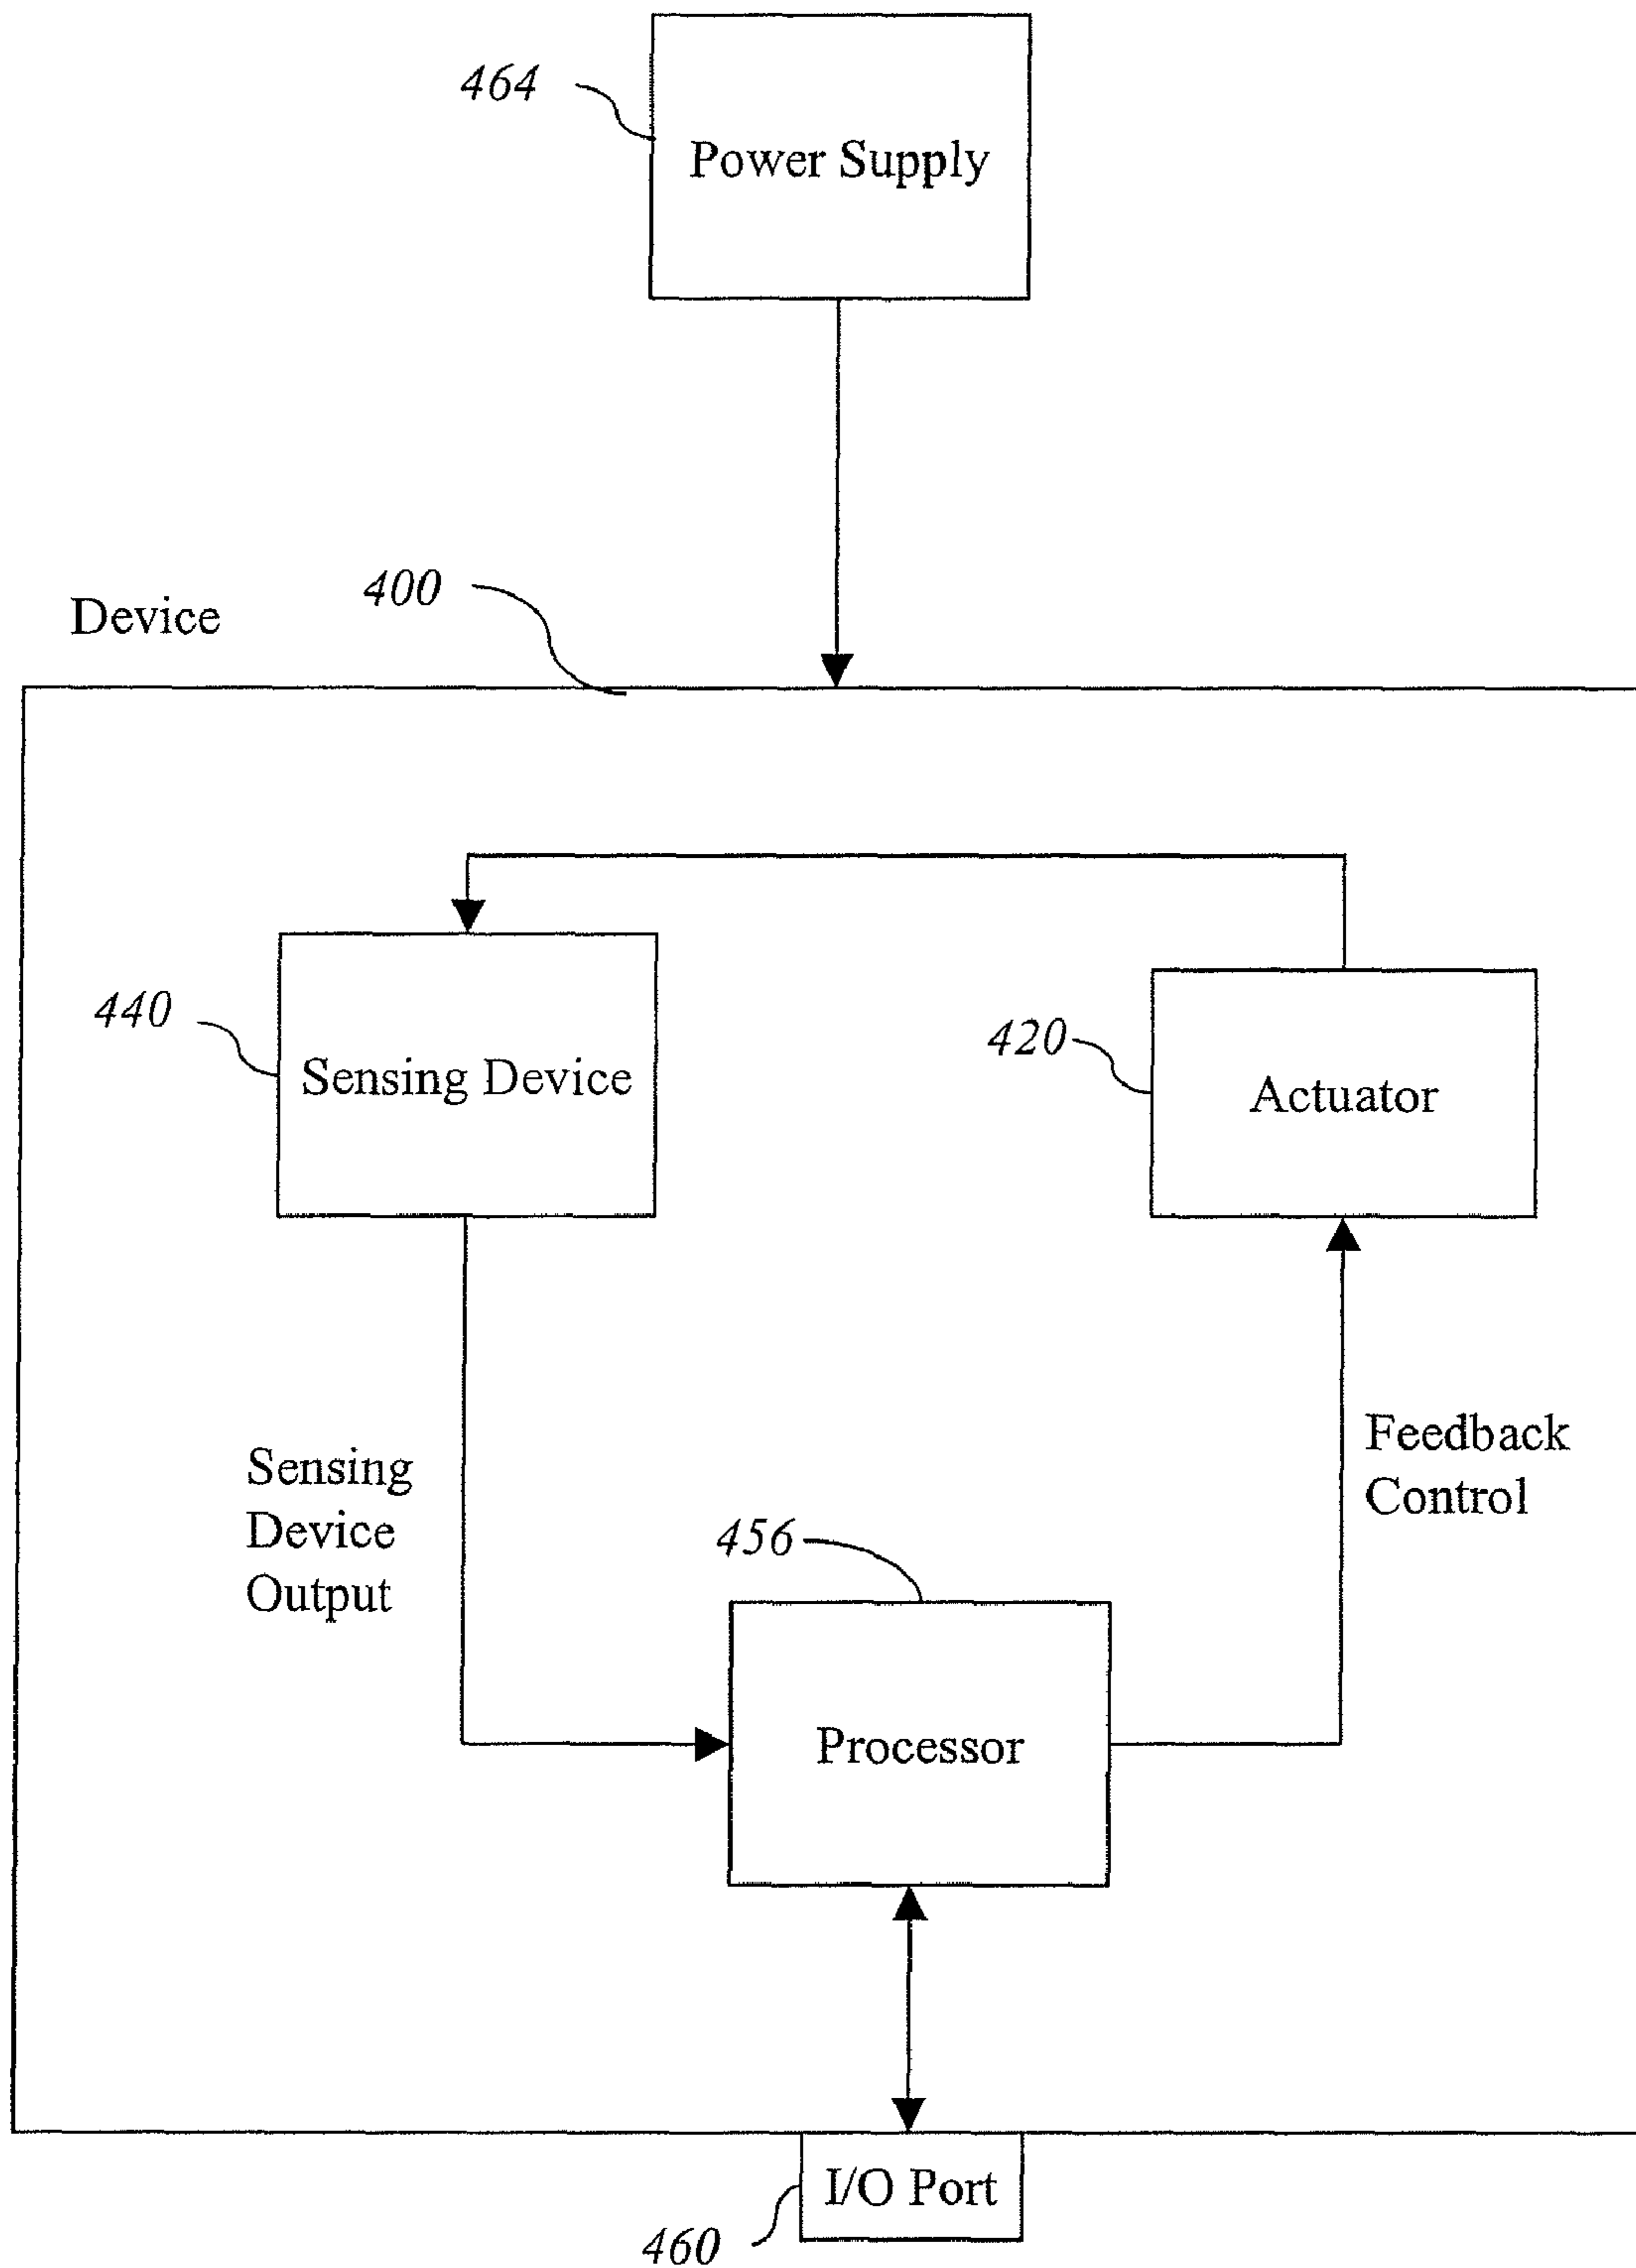 464
Power Supply
400
Device
440
Sensing Device
420
Actuator
Sensing
Device
Output
Feedback
Control
456
Processor
I/O Port
460